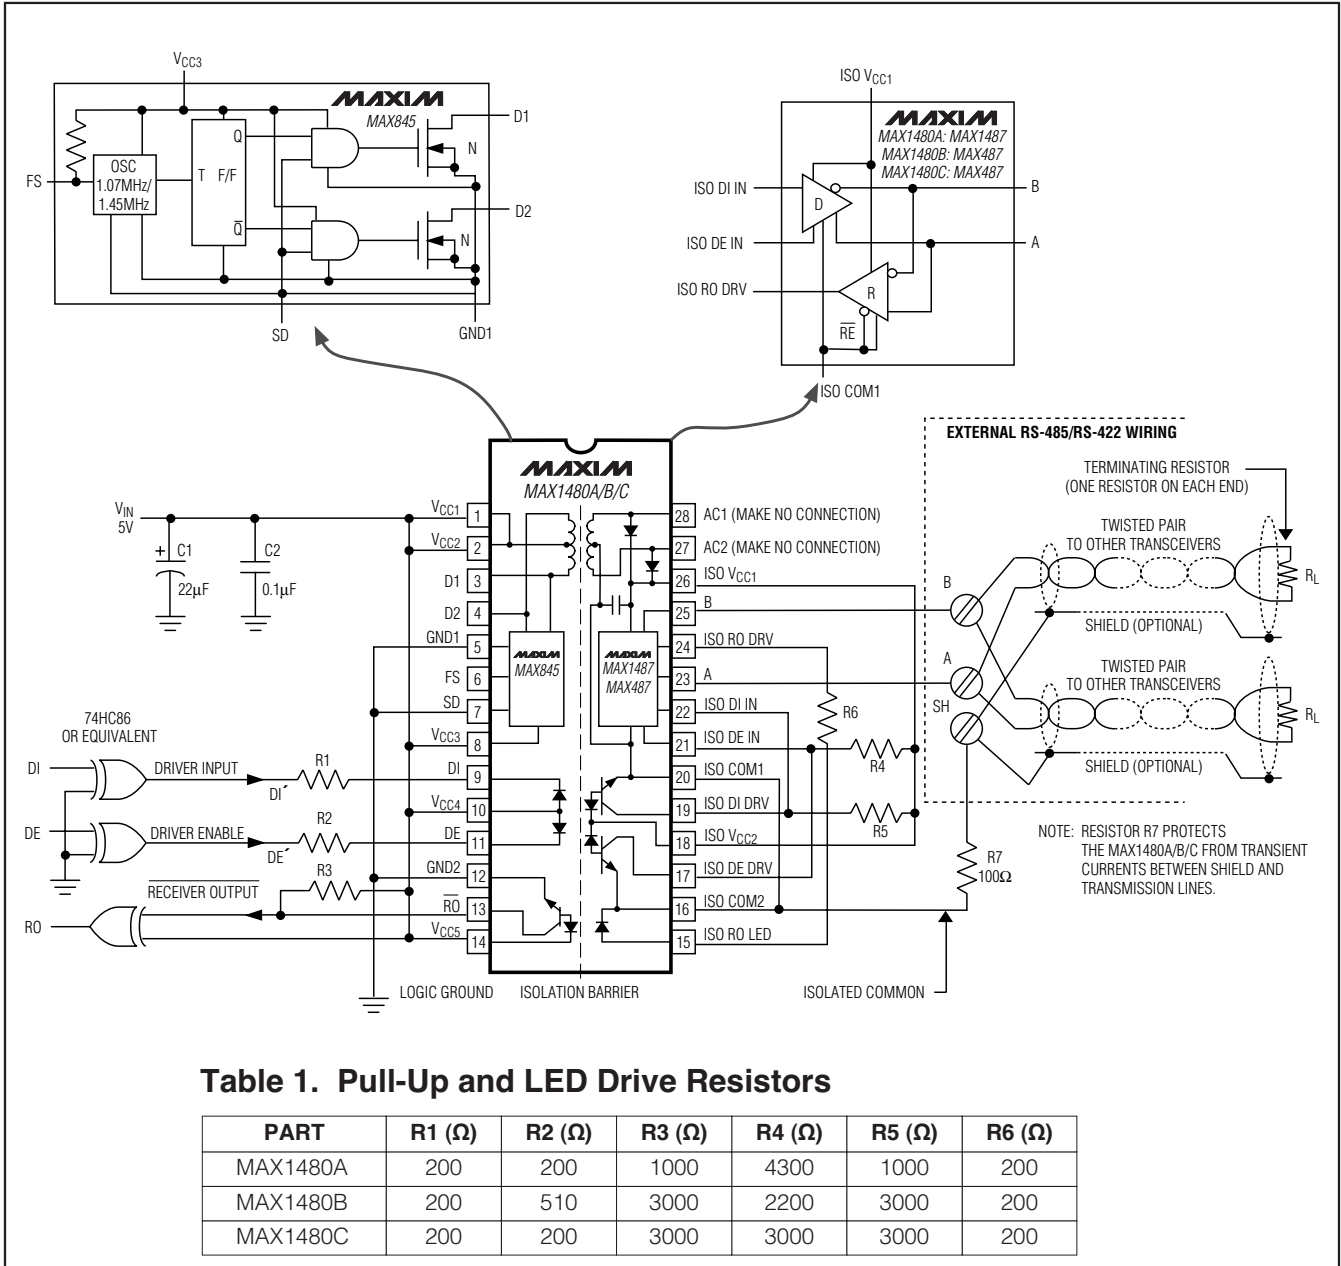 VCC3
MAXIM
MAX845
D1
N
Q
OSC
1.07MHz/
1.45MHz
T F/F
FS
Q̅
D2
N
SD
GND1
ISO VCC1
MAXIM
MAX1480A: MAX1487
MAX1480B: MAX487
MAX1480C: MAX487
ISO DI IN
D
B
ISO DE IN
A
ISO RO DRV
R
R̅E̅
ISO COM1
EXTERNAL RS-485/RS-422 WIRING
TERMINATING RESISTOR
(ONE RESISTOR ON EACH END)
MAXIM
MAX1480A/B/C
VIN
5V
C1
22µF
C2
0.1µF
VCC1 1
VCC2 2
D1 3
D2 4
GND1 5
FS 6
SD 7
VCC3 8
DI 9
VCC4 10
DE 11
GND2 12
R̅O̅ 13
VCC5 14
MAXIM
MAX845
MAXIM
MAX1487
MAX487
28 AC1 (MAKE NO CONNECTION)
27 AC2 (MAKE NO CONNECTION)
26 ISO VCC1
25 B
24 ISO RO DRV
23 A
22 ISO DI IN
21 ISO DE IN
20 ISO COM1
19 ISO DI DRV
18 ISO VCC2
17 ISO DE DRV
16 ISO COM2
15 ISO RO LED
74HC86
OR EQUIVALENT
DI
DRIVER INPUT
DI´
R1
DE
DRIVER ENABLE
DE´
R2
R̅E̅C̅E̅I̅V̅E̅R̅ O̅U̅T̅P̅U̅T̅
R3
RO
R6
R4
R5
B
A
SH
TWISTED PAIR
TO OTHER TRANSCEIVERS
RL
SHIELD (OPTIONAL)
TWISTED PAIR
TO OTHER TRANSCEIVERS
RL
SHIELD (OPTIONAL)
R7
100Ω
NOTE: RESISTOR R7 PROTECTS
THE MAX1480A/B/C FROM TRANSIENT
CURRENTS BETWEEN SHIELD AND
TRANSMISSION LINES.
LOGIC GROUND
ISOLATION BARRIER
ISOLATED COMMON
Table 1. Pull-Up and LED Drive Resistors
PART R1 (Ω) R2 (Ω) R3 (Ω) R4 (Ω) R5 (Ω) R6 (Ω)
MAX1480A 200 200 1000 4300 1000 200
MAX1480B 200 510 3000 2200 3000 200
MAX1480C 200 200 3000 3000 3000 200